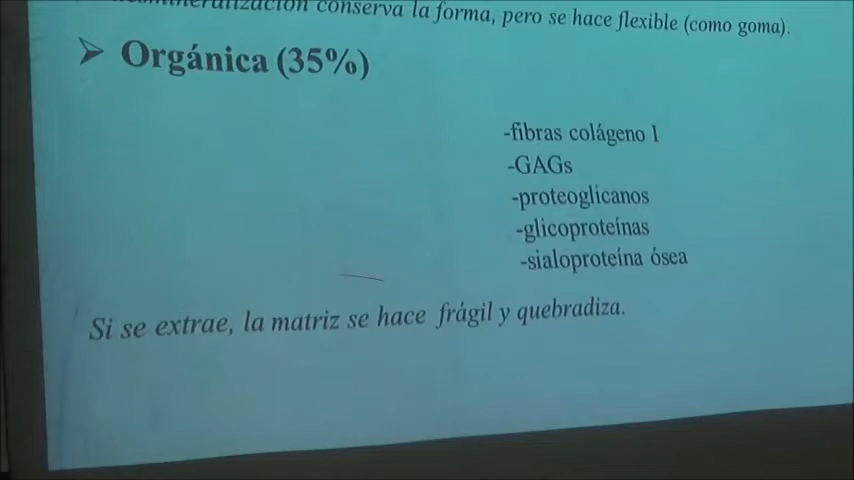 conserva la forma, pero se hace flexible (como goma).
➢ Orgánica (35%)
-fibras colágeno I
-GAGs
-proteoglicanos
-glicoproteínas
-sialoproteína ósea
Si se extrae, la matriz se hace frágil y quebradiza.